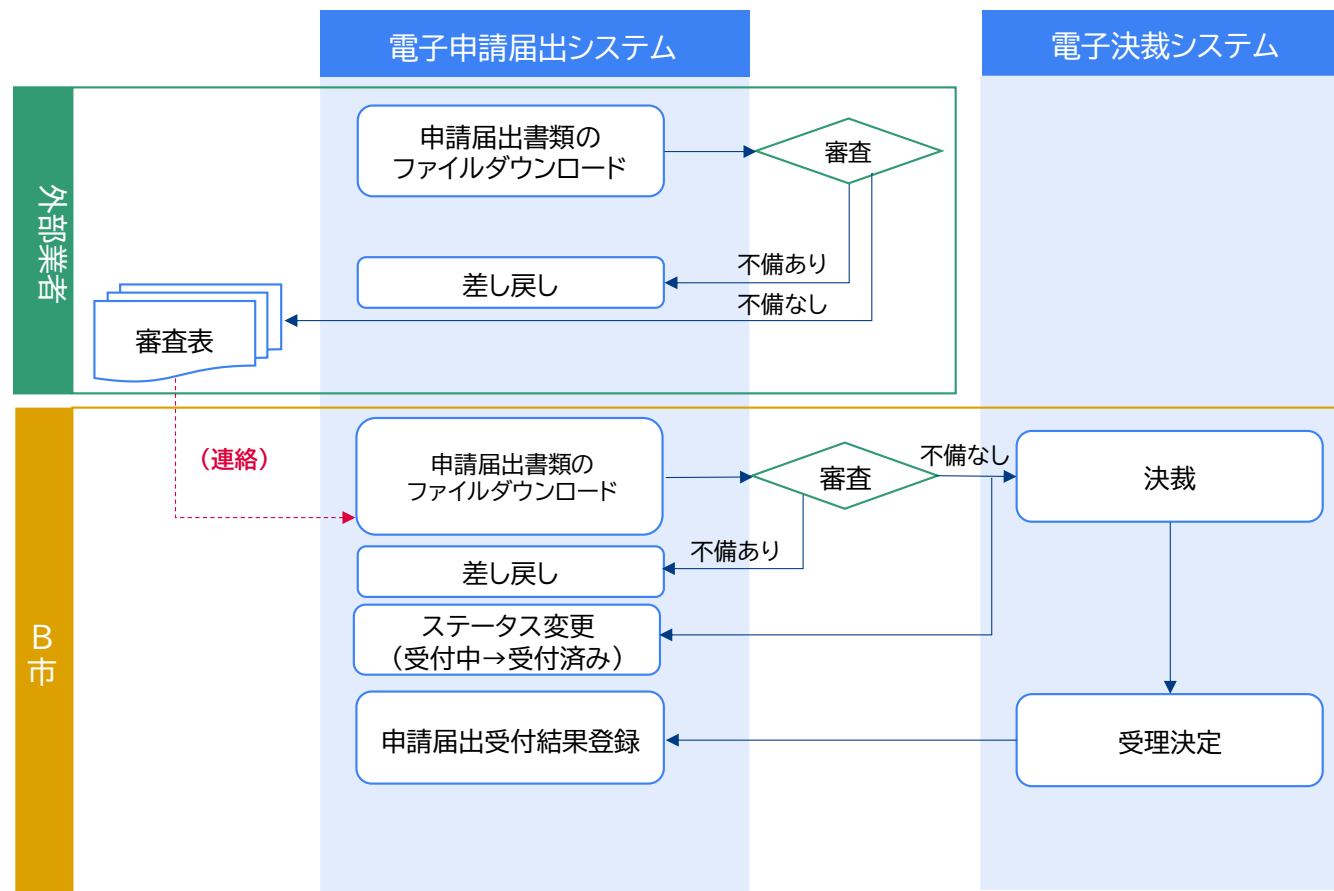 電子申請届出システム
電子決裁システム
外部業者
申請届出書類の
ファイルダウンロード
審査
不備あり
差し戻し
不備なし
審査表
B市
(連絡)
申請届出書類の
ファイルダウンロード
審査
不備なし
決裁
不備あり
差し戻し
ステータス変更
(受付中→受付済み)
申請届出受付結果登録
受理決定